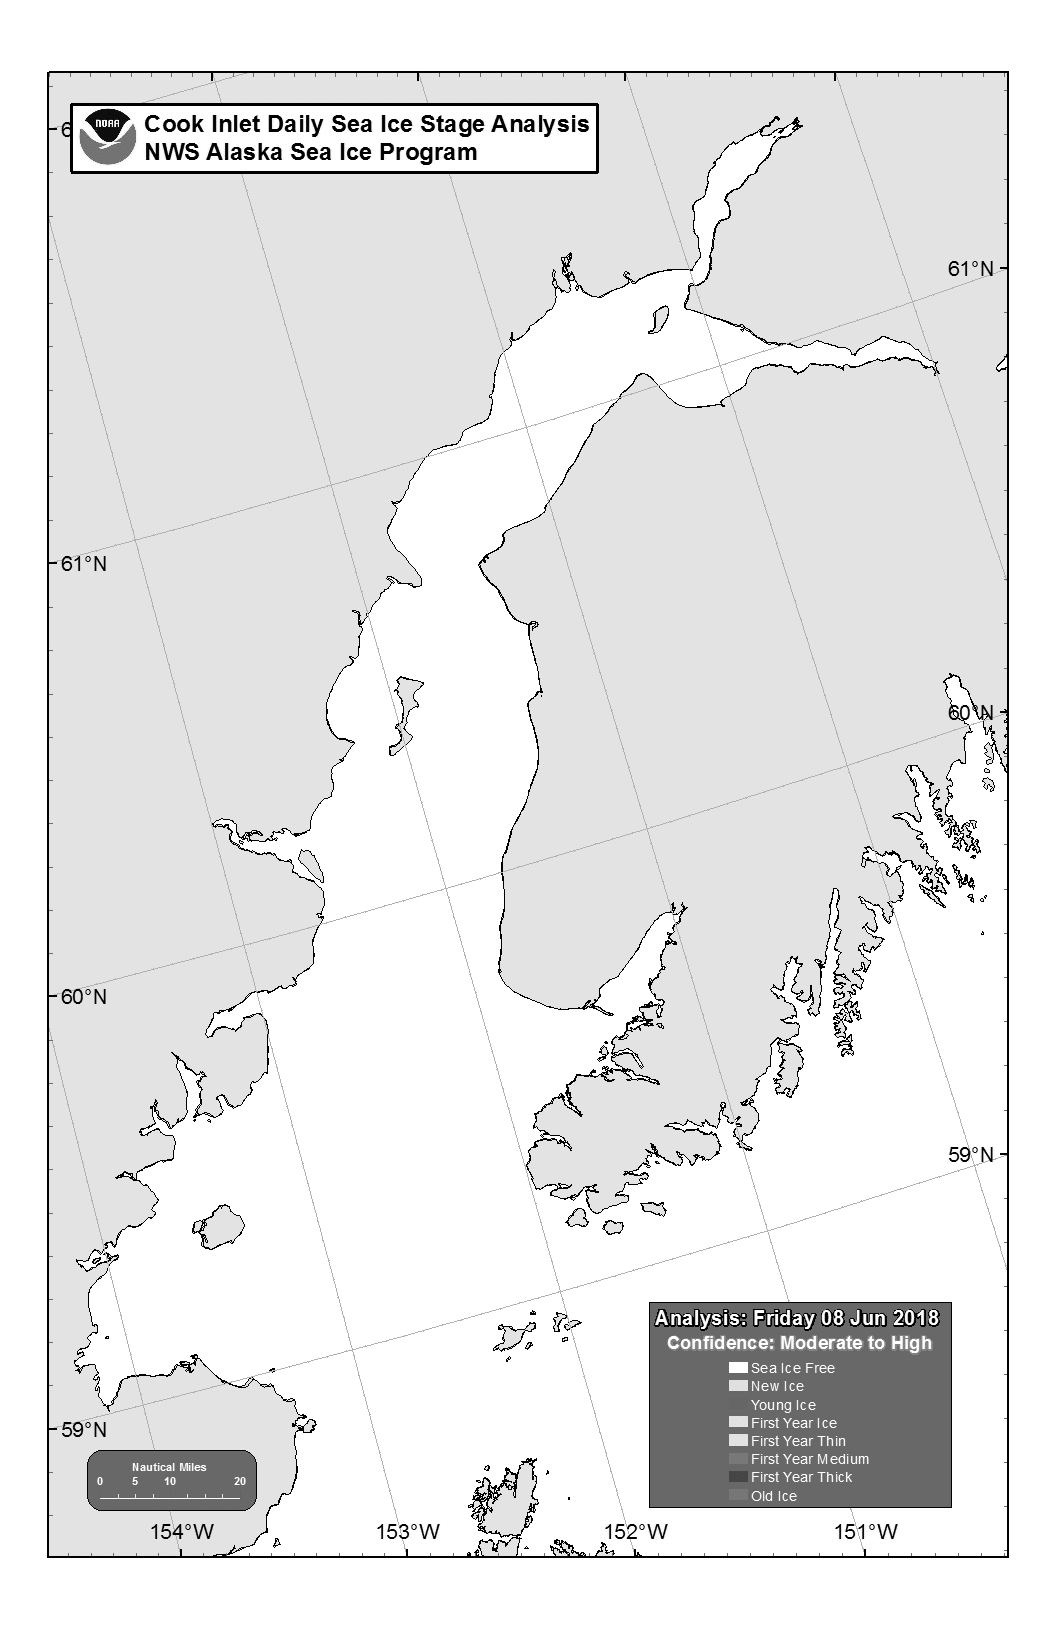 NOAA
Cook Inlet Daily Sea Ice Stage Analysis
NWS Alaska Sea Ice Program
61°N
61°N
60°N
60°N
59°N
59°N
Analysis: Friday 08 Jun 2018
Confidence: Moderate to High
Sea Ice Free
New Ice
Young Ice
First Year Ice
First Year Thin
First Year Medium
First Year Thick
Old Ice
Nautical Miles
0 5 10 20
154°W 153°W 152°W 151°W